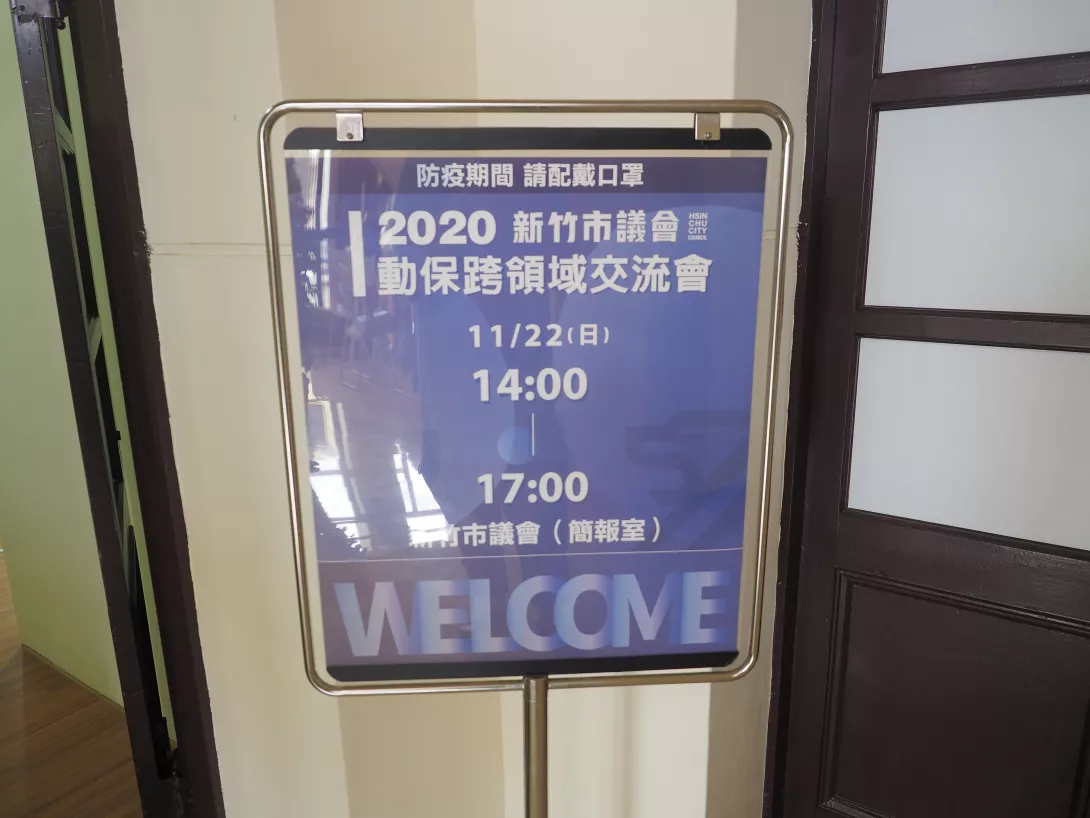 防疫期間 請配戴口罩
2020 新竹市議會
HSIN
CHU
CITY
COUNCIL
動保跨領域交流會
11/22(日)
14:00
17:00
新竹市議會（簡報室）
WELCOME